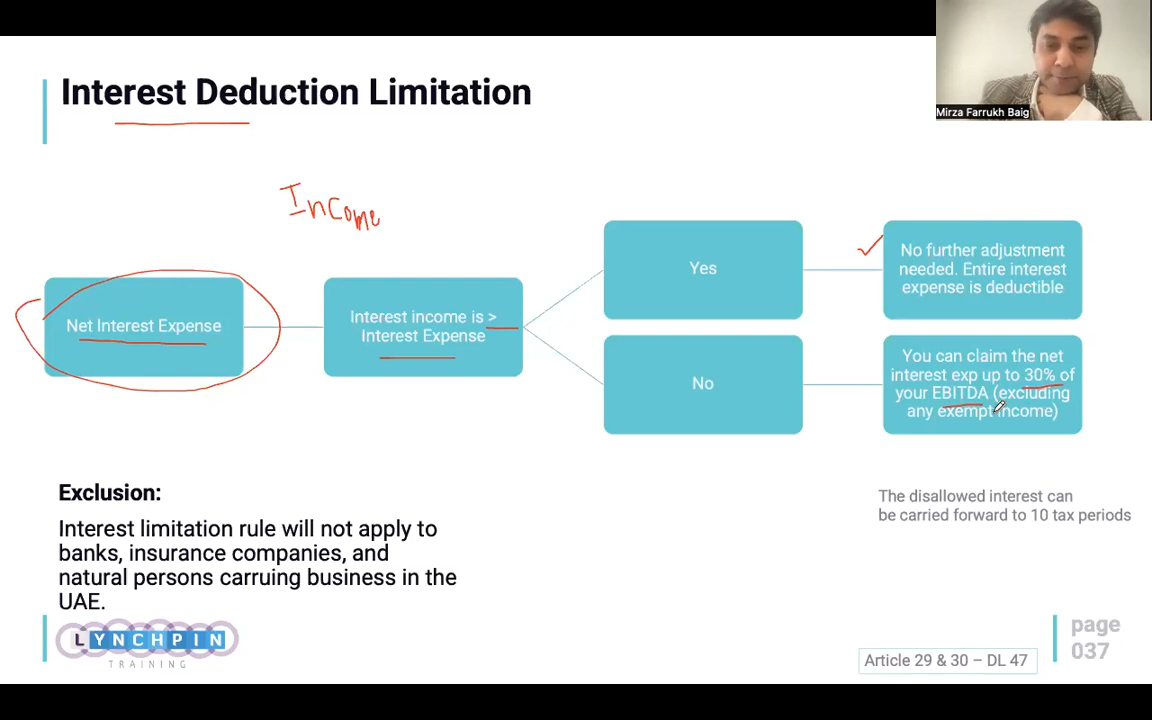 Mirza Farrukh Baig
Interest Deduction Limitation
Income
Net Interest Expense
Interest income is >
Interest Expense
Yes
No further adjustment
needed. Entire interest
expense is deductible
No
You can claim the net
interest exp up to 30% of
your EBITDA (excluding
any exempt income)
The disallowed interest can
be carried forward to 10 tax periods
Exclusion:
Interest limitation rule will not apply to
banks, insurance companies, and
natural persons carruing business in the
UAE.
LYNCHPIN
TRAINING
Article 29 & 30 – DL 47
page
037